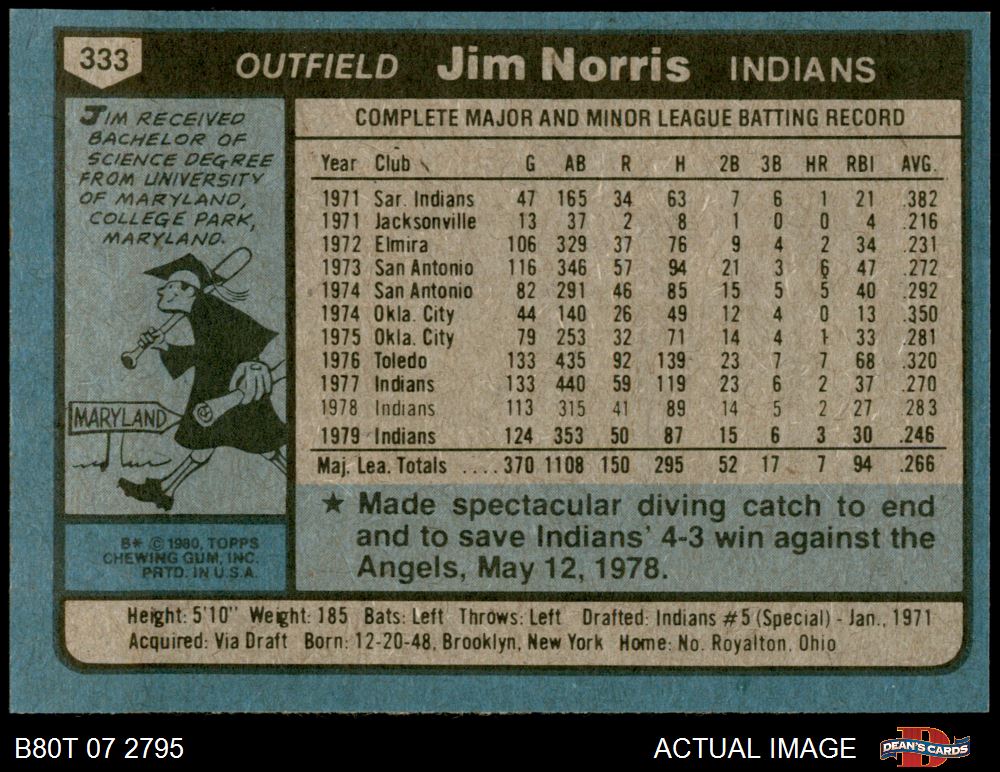 333 OUTFIELD Jim Norris INDIANS
JIM RECEIVED
BACHELOR OF
SCIENCE DEGREE
FROM UNIVERSITY
OF MARYLAND,
COLLEGE PARK,
MARYLAND.
MARYLAND
B* © 1980, TOPPS
CHEWING GUM, INC.
PRTD. IN U.S.A.
COMPLETE MAJOR AND MINOR LEAGUE BATTING RECORD
Year Club G AB R H 2B 3B HR RBI AVG.
1971 Sar. Indians 47 165 34 63 7 6 1 21 .382
1971 Jacksonville 13 37 2 8 1 0 0 4 .216
1972 Elmira 106 329 37 76 9 4 2 34 .231
1973 San Antonio 116 346 57 94 21 3 6 47 .272
1974 San Antonio 82 291 46 85 15 5 5 40 .292
1974 Okla. City 44 140 26 49 12 4 0 13 .350
1975 Okla. City 79 253 32 71 14 4 1 33 .281
1976 Toledo 133 435 92 139 23 7 7 68 .320
1977 Indians 133 440 59 119 23 6 2 37 .270
1978 Indians 113 315 41 89 14 5 2 27 .283
1979 Indians 124 353 50 87 15 6 3 30 .246
Maj. Lea. Totals .... 370 1108 150 295 52 17 7 94 .266
★ Made spectacular diving catch to end
and to save Indians' 4-3 win against the
Angels, May 12, 1978.
Height: 5'10" Weight: 185 Bats: Left Throws: Left Drafted: Indians #5 (Special) - Jan., 1971
Acquired: Via Draft Born: 12-20-48, Brooklyn, New York Home: No. Royalton, Ohio
B80T 07 2795 ACTUAL IMAGE DEAN'S CARDS